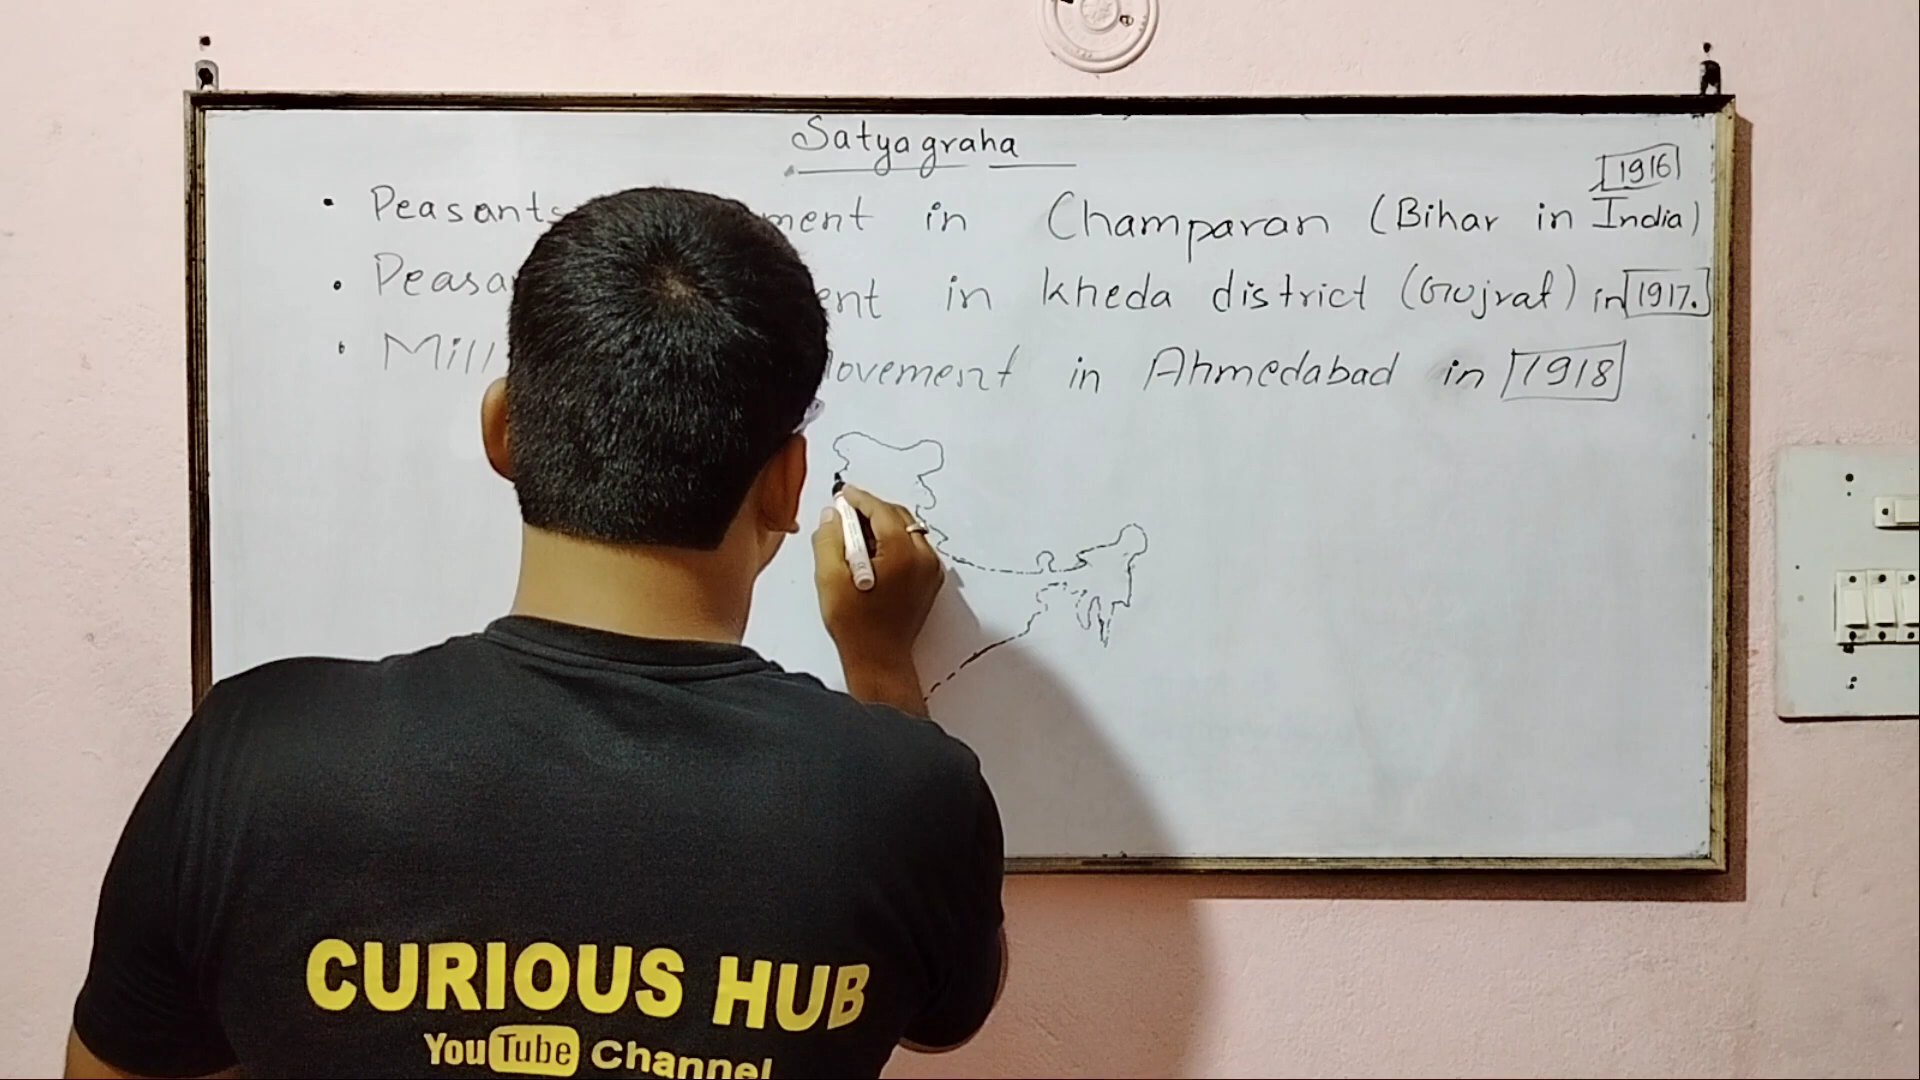 Satyagraha
1916
• Peasants ment in Champaran (Bihar in India)
• Peasa ent in kheda district (Gujrat) in 1917.
• Mill ovement in Ahmedabad in 1918
CURIOUS HUB
YouTube Channel